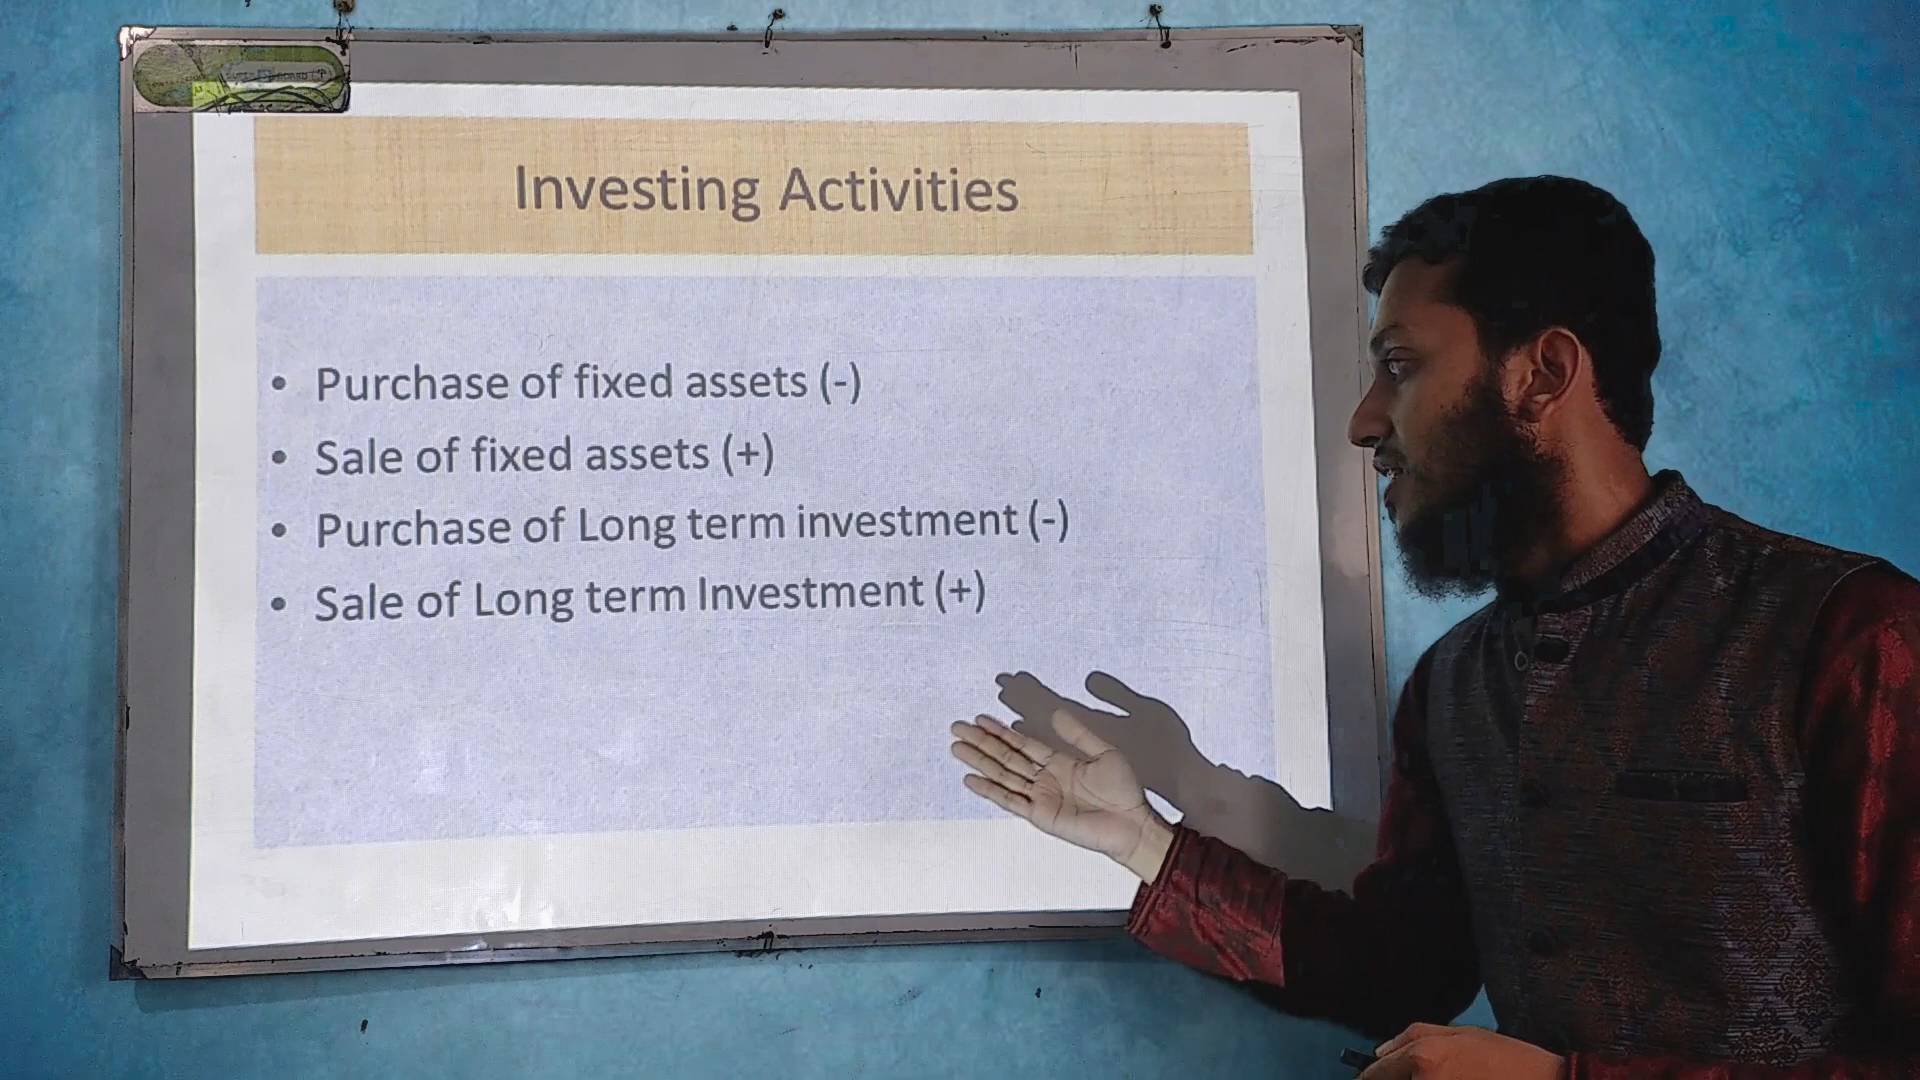 Investing Activities
• Purchase of fixed assets (-)
• Sale of fixed assets (+)
• Purchase of Long term investment (-)
• Sale of Long term Investment (+)